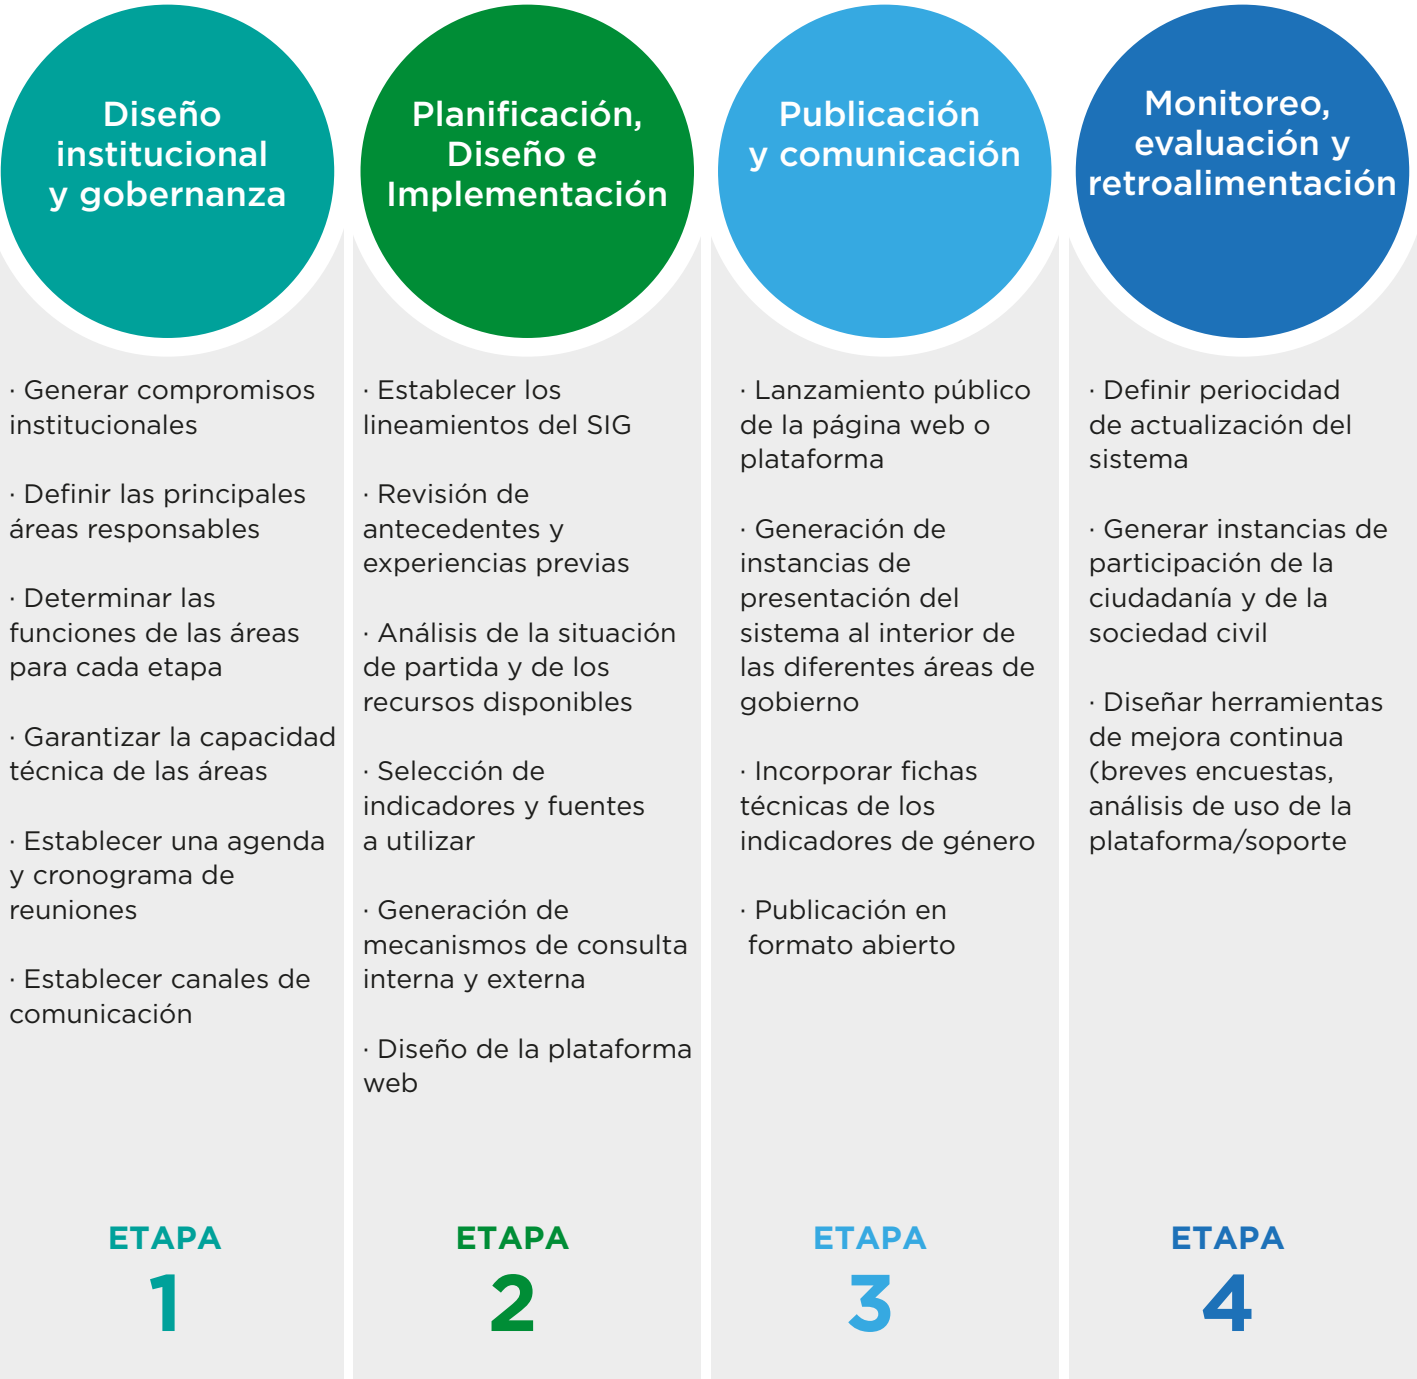 Diseño
institucional
y gobernanza
· Generar compromisos
institucionales
· Definir las principales
áreas responsables
· Determinar las
funciones de las áreas
para cada etapa
· Garantizar la capacidad
técnica de las áreas
· Establecer una agenda
y cronograma de
reuniones
· Establecer canales de
comunicación
ETAPA
1
Planificación,
Diseño e
Implementación
· Establecer los
lineamientos del SIG
· Revisión de
antecedentes y
experiencias previas
· Análisis de la situación
de partida y de los
recursos disponibles
· Selección de
indicadores y fuentes
a utilizar
· Generación de
mecanismos de consulta
interna y externa
· Diseño de la plataforma
web
ETAPA
2
Publicación
y comunicación
· Lanzamiento público
de la página web o
plataforma
· Generación de
instancias de
presentación del
sistema al interior de
las diferentes áreas de
gobierno
· Incorporar fichas
técnicas de los
indicadores de género
· Publicación en
formato abierto
ETAPA
3
Monitoreo,
evaluación y
retroalimentación
· Definir periocidad
de actualización del
sistema
· Generar instancias de
participación de la
ciudadanía y de la
sociedad civil
· Diseñar herramientas
de mejora continua
(breves encuestas,
análisis de uso de la
plataforma/soporte
ETAPA
4